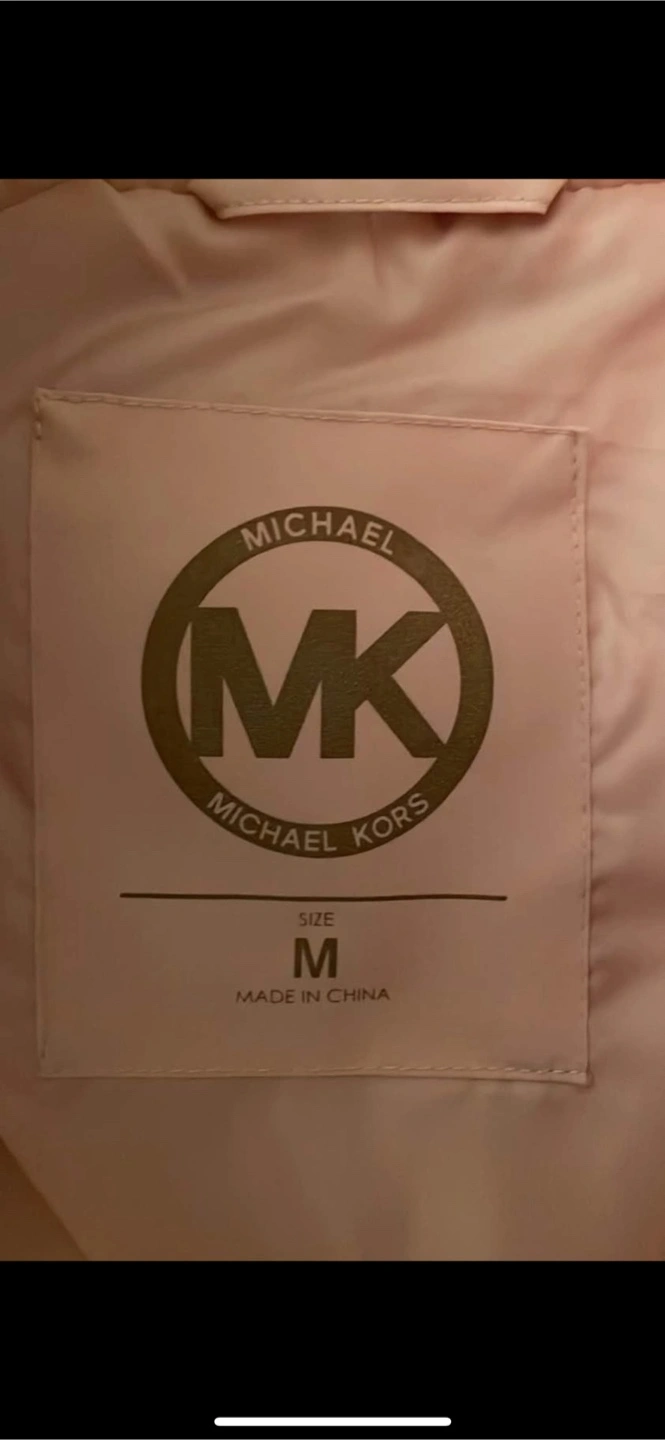 MICHAEL
MK
MICHAEL KORS
SIZE
M
MADE IN CHINA